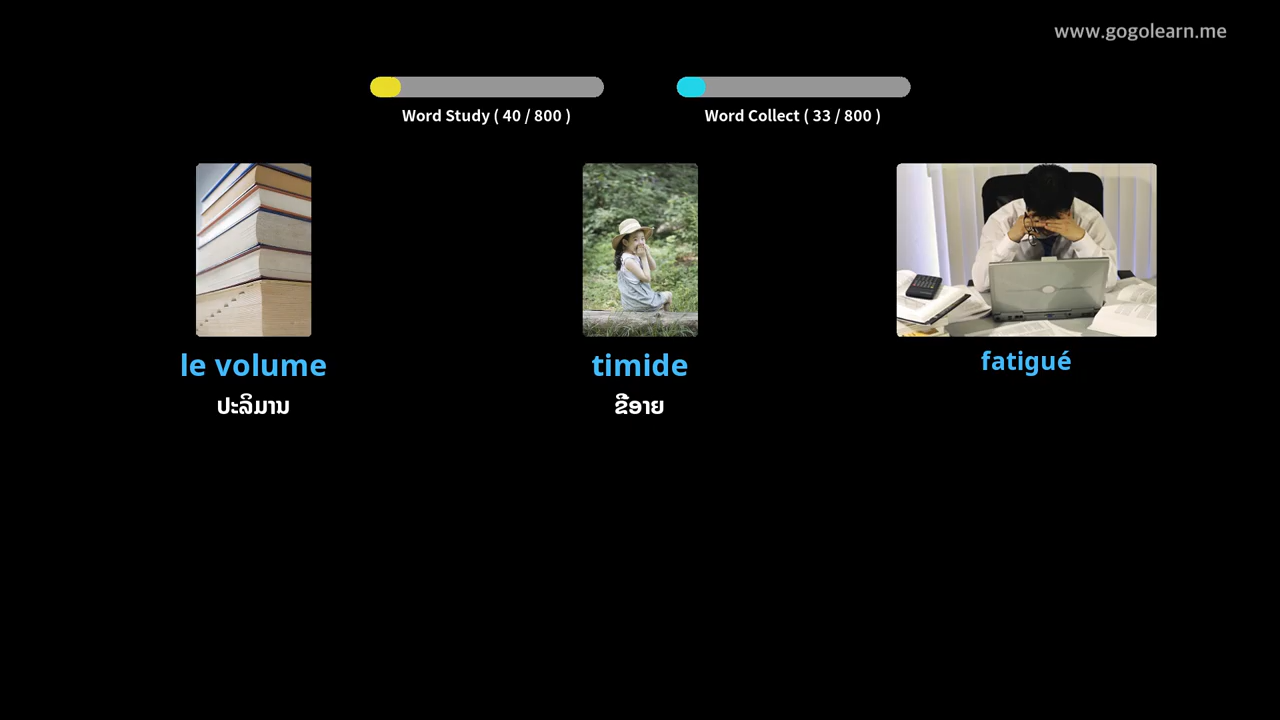 www.gogolearn.me
Word Study ( 40 / 800 )
Word Collect ( 33 / 800 )
le volume
timide
fatigué
ປະລິມານ
ຂີ້ອາຍ